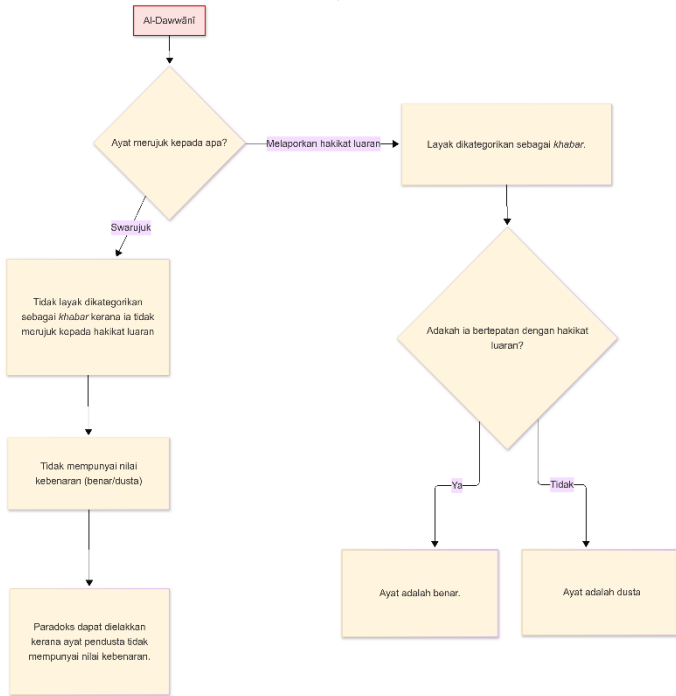 Al-Dawwānī
Ayat merujuk kepada apa?
Melaporkan hakikat luaran
Layak dikategorikan sebagai khabar.
Swarujuk
Tidak layak dikategorikan
sebagai khabar kerana ia tidak
merujuk kepada hakikat luaran
Adakah ia bertepatan dengan hakikat
luaran?
Tidak mempunyai nilai
kebenaran (benar/dusta)
Ya
Tidak
Ayat adalah benar.
Ayat adalah dusta
Paradoks dapat dielakkan
kerana ayat pendusta tidak
mempunyai nilai kebenaran.